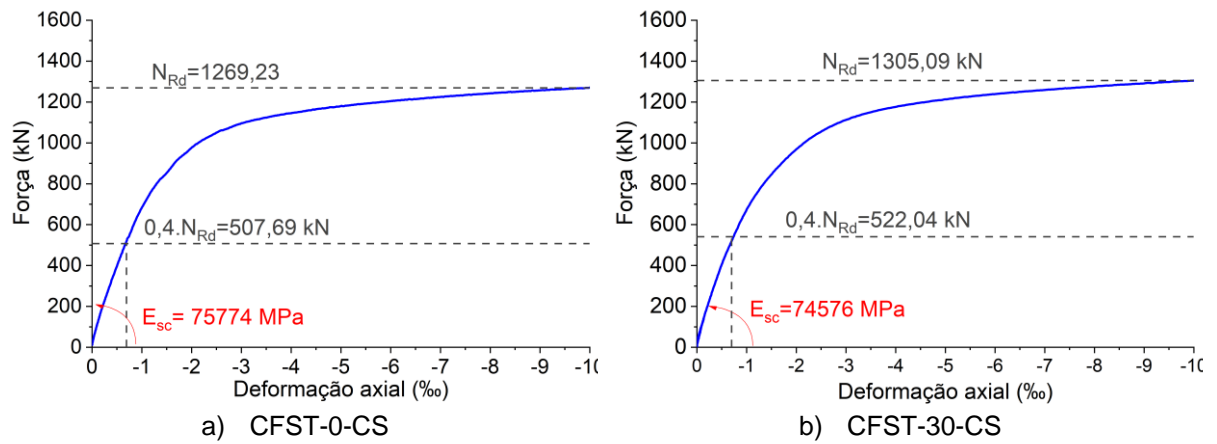 1600
1400
1200
1000
800
600
400
200
0
Força (kN)
N_Rd=1269,23
0,4.N_Rd=507,69 kN
E_sc= 75774 MPa
0 -1 -2 -3 -4 -5 -6 -7 -8 -9 -10
Deformação axial (‰)
a) CFST-0-CS
1600
1400
1200
1000
800
600
400
200
0
Força (kN)
N_Rd=1305,09 kN
0,4.N_Rd=522,04 kN
E_sc=74576 MPa
0 -1 -2 -3 -4 -5 -6 -7 -8 -9 -10
Deformação axial (‰)
b) CFST-30-CS